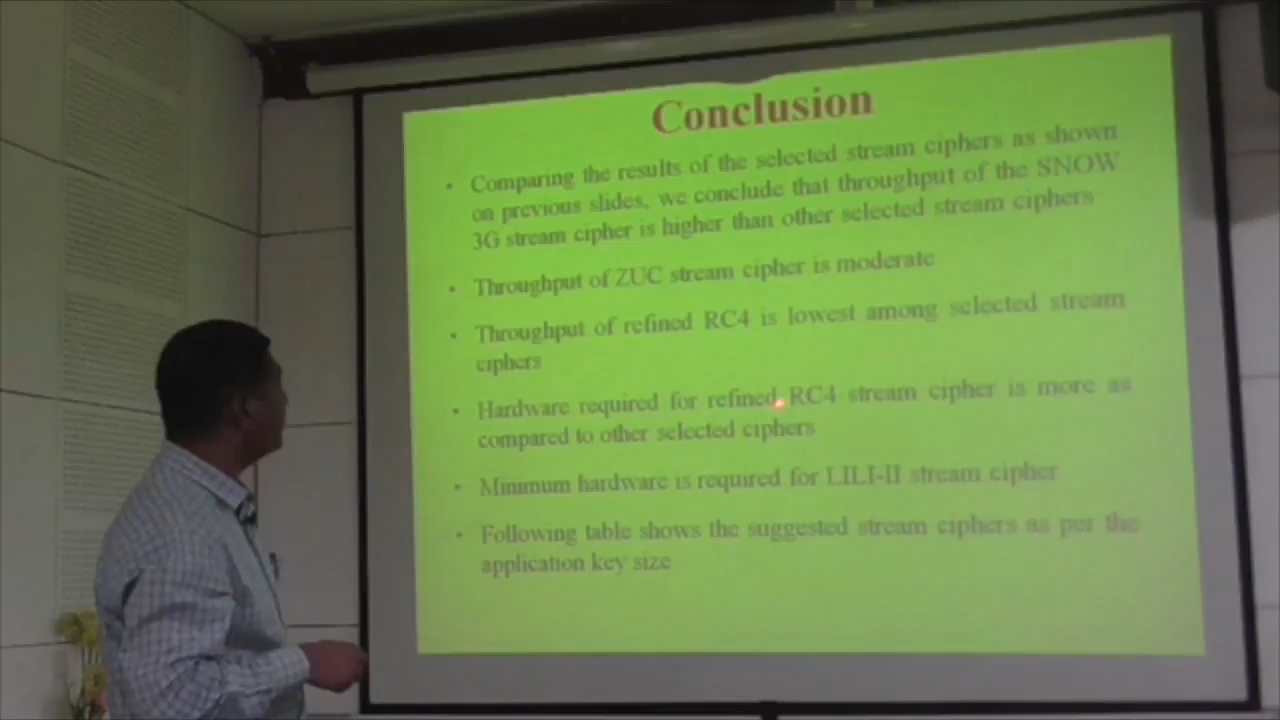 Conclusion
• Comparing the results of the selected stream ciphers as shown
on previous slides, we conclude that throughput of the SNOW
3G stream cipher is higher than other selected stream ciphers
• Throughput of ZUC stream cipher is moderate
• Throughput of refined RC4 is lowest among selected stream
ciphers
• Hardware required for refined RC4 stream cipher is more as
compared to other selected ciphers
• Minimum hardware is required for LILI-II stream cipher
• Following table shows the suggested stream ciphers as per the
application key size